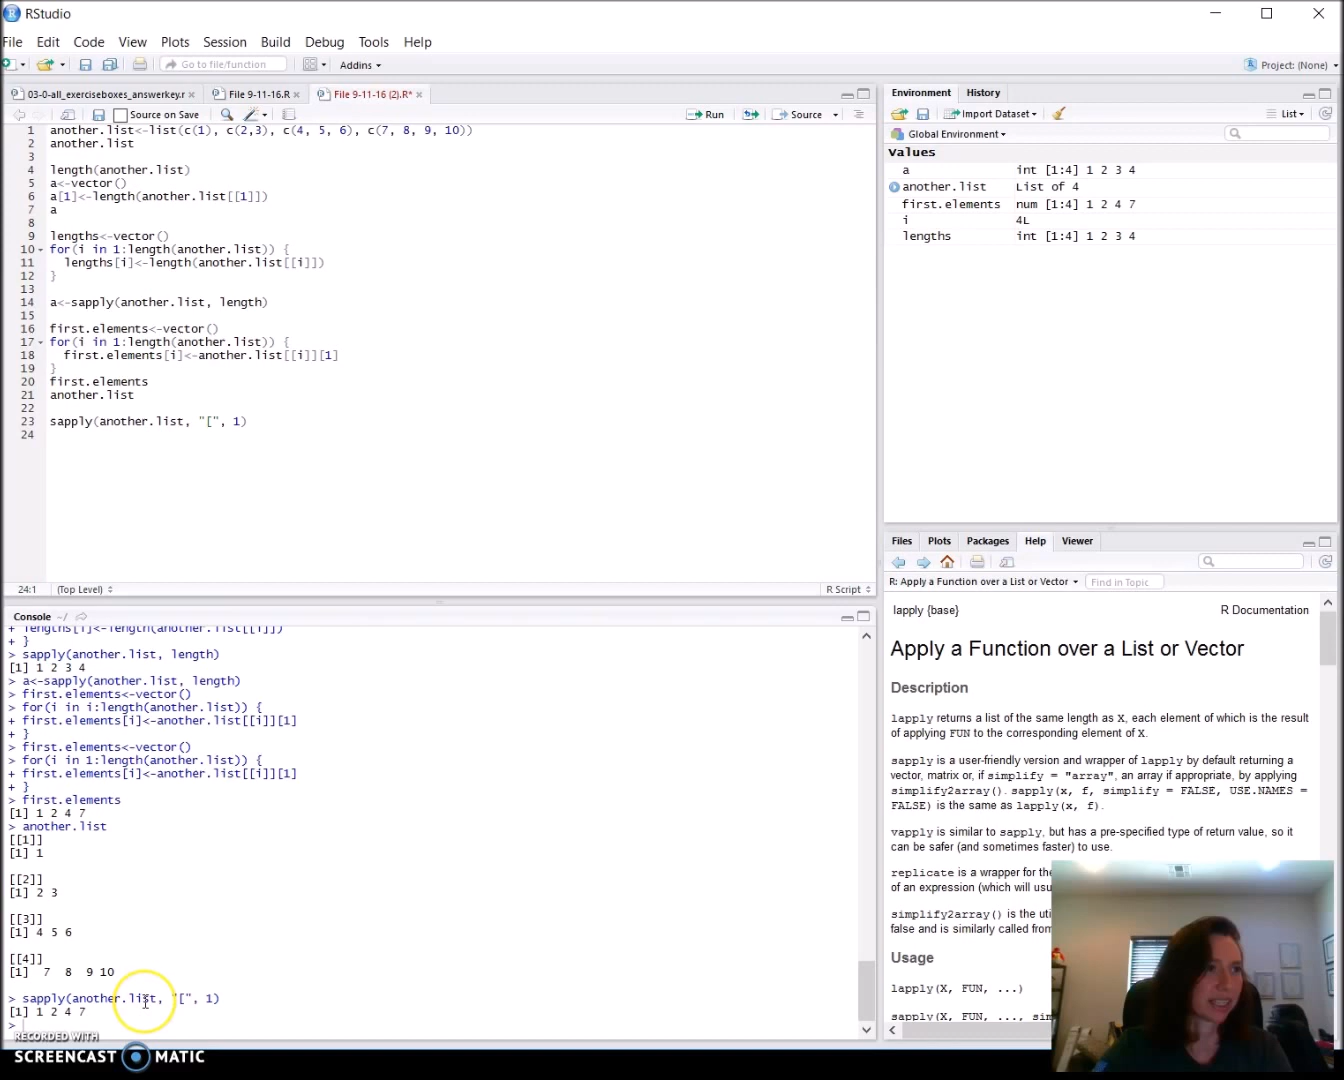 RStudio
File Edit Code View Plots Session Build Debug Tools Help
Go to file/function Addins Project: (None)
03-0-all_exerciseboxes_answerkey.r File 9-11-16.R File 9-11-16 (2).R*
Source on Save Run Source
1 another.list<-list(c(1), c(2,3), c(4, 5, 6), c(7, 8, 9, 10))
2 another.list
3
4 length(another.list)
5 a<-vector()
6 a[1]<-length(another.list[[1]])
7 a
8
9 lengths<-vector()
10 for(i in 1:length(another.list)) {
11 lengths[i]<-length(another.list[[i]])
12 }
13
14 a<-sapply(another.list, length)
15
16 first.elements<-vector()
17 for(i in 1:length(another.list)) {
18 first.elements[i]<-another.list[[i]][1]
19 }
20 first.elements
21 another.list
22
23 sapply(another.list, "[", 1)
24
24:1 (Top Level) R Script
Console ~/
+ lengths[i]<-length(another.list[[i]])
+ }
> sapply(another.list, length)
[1] 1 2 3 4
> a<-sapply(another.list, length)
> first.elements<-vector()
> for(i in i:length(another.list)) {
+ first.elements[i]<-another.list[[i]][1]
+ }
> first.elements<-vector()
> for(i in 1:length(another.list)) {
+ first.elements[i]<-another.list[[i]][1]
+ }
> first.elements
[1] 1 2 4 7
> another.list
[[1]]
[1] 1
[[2]]
[1] 2 3
[[3]]
[1] 4 5 6
[[4]]
[1] 7 8 9 10
> sapply(another.list, "[", 1)
[1] 1 2 4 7
>
RECORDED WITH
SCREENCAST MATIC
Environment History
Import Dataset List
Global Environment
Values
a int [1:4] 1 2 3 4
another.list List of 4
first.elements num [1:4] 1 2 4 7
i 4L
lengths int [1:4] 1 2 3 4
Files Plots Packages Help Viewer
R: Apply a Function over a List or Vector Find in Topic
lapply {base} R Documentation
Apply a Function over a List or Vector
Description
lapply returns a list of the same length as X, each element of which is the result
of applying FUN to the corresponding element of X.
sapply is a user-friendly version and wrapper of lapply by default returning a
vector, matrix or, if simplify = "array", an array if appropriate, by applying
simplify2array(). sapply(x, f, simplify = FALSE, USE.NAMES =
FALSE) is the same as lapply(x, f).
vapply is similar to sapply, but has a pre-specified type of return value, so it
can be safer (and sometimes faster) to use.
replicate is a wrapper for the
of an expression (which will usu
simplify2array() is the uti
false and is similarly called from
Usage
lapply(X, FUN, ...)
sapply(X, FUN, ..., sim